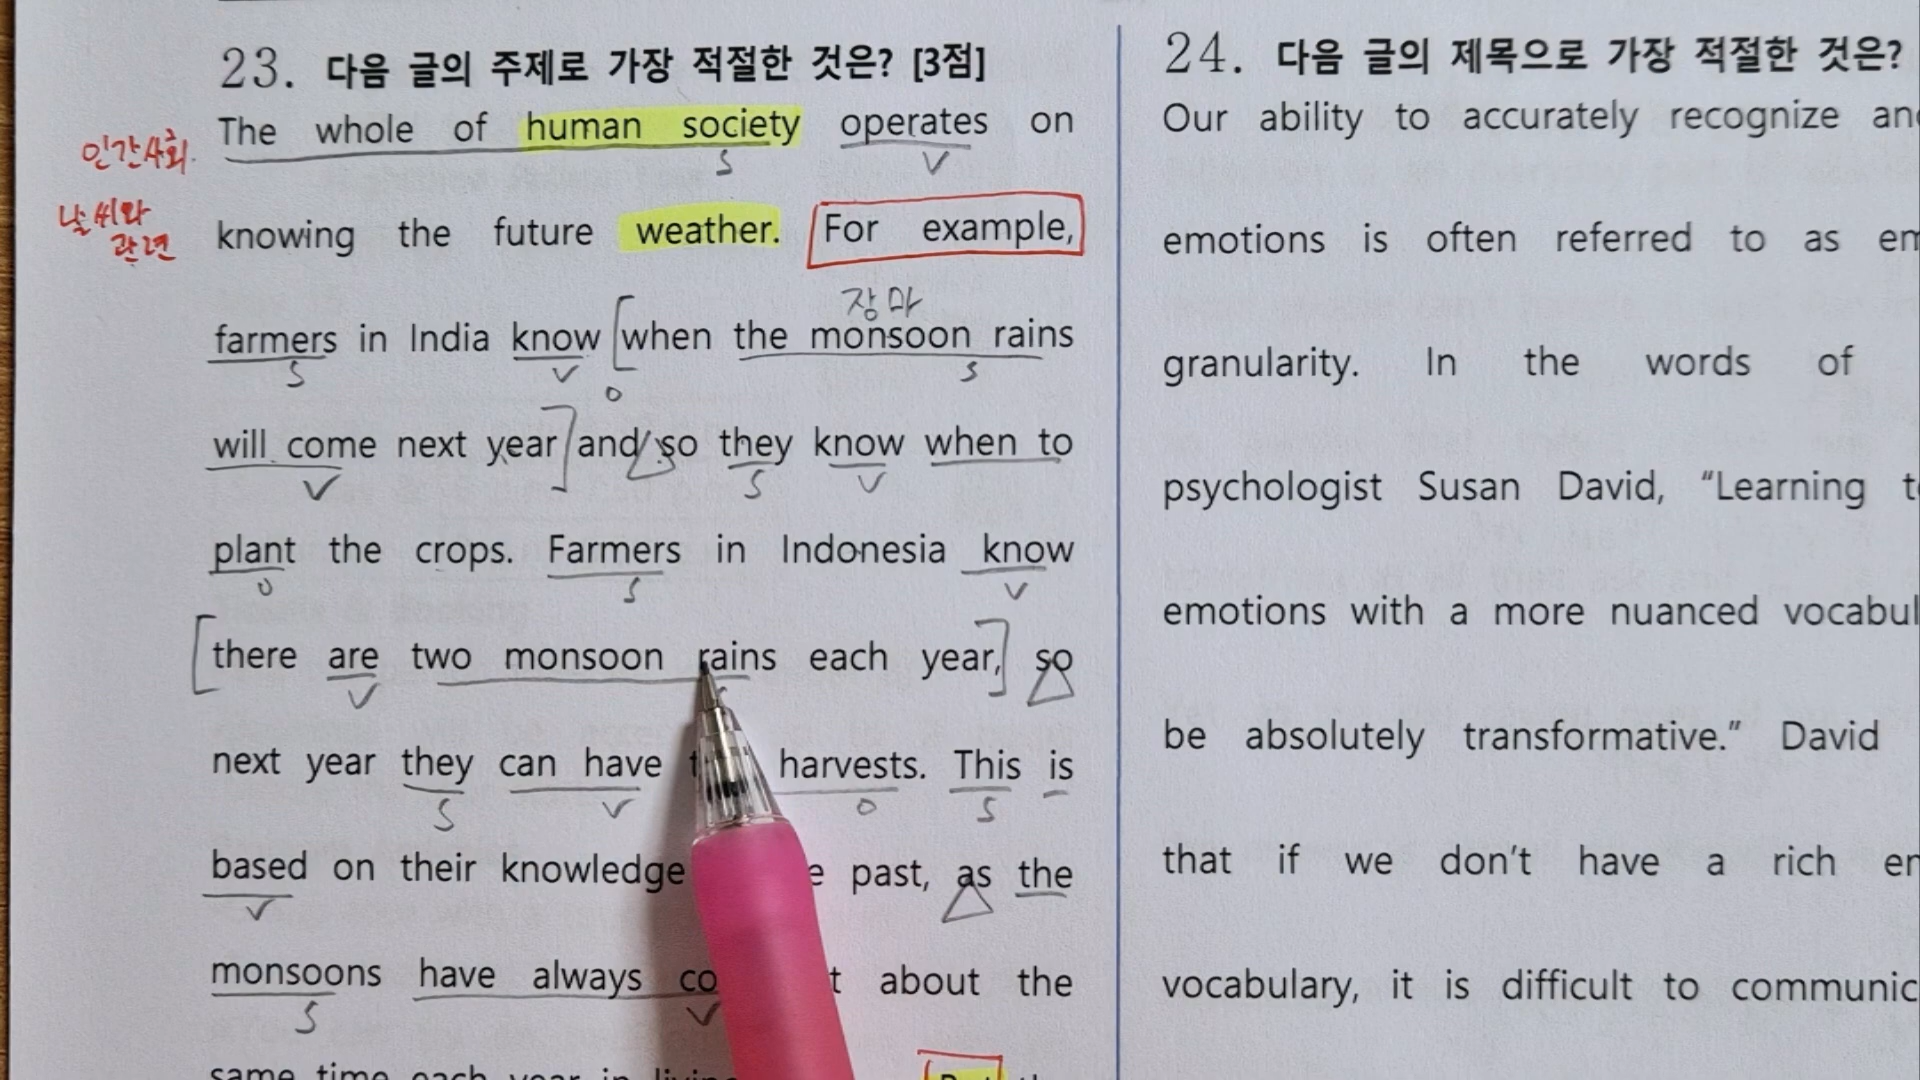 23. 다음 글의 주제로 가장 적절한 것은? [3점]
The whole of human society operates on
인간사회
S V
knowing the future weather. For example,
날씨와
관련
장마
farmers in India know [when the monsoon rains
S V O S
will come next year] and so they know when to
V S V
plant the crops. Farmers in Indonesia know
O S V
[there are two monsoon rains each year,] so
V
next year they can have harvests. This is
S V O S
based on their knowledge past, as the
V
monsoons have always about the
S V
same time each year in
24. 다음 글의 제목으로 가장 적절한 것은?
Our ability to accurately recognize
emotions is often referred to as
granularity. In the words of
psychologist Susan David, “Learning
emotions with a more nuanced
be absolutely transformative.” David
that if we don’t have a rich
vocabulary, it is difficult to